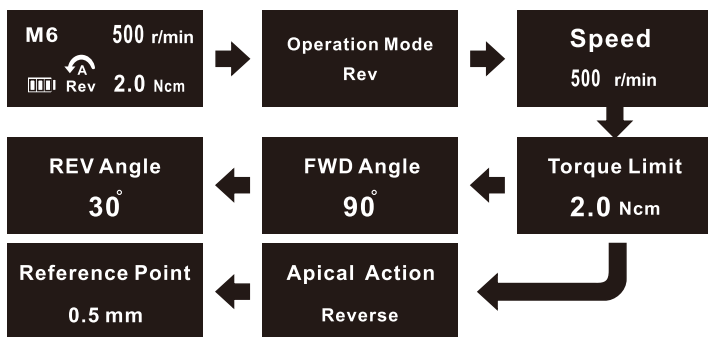 M6 500 r/min
A
Rev 2.0 Ncm
Operation Mode
Rev
Speed
500 r/min
Torque Limit
2.0 Ncm
FWD Angle
90°
REV Angle
30°
Apical Action
Reverse
Reference Point
0.5 mm